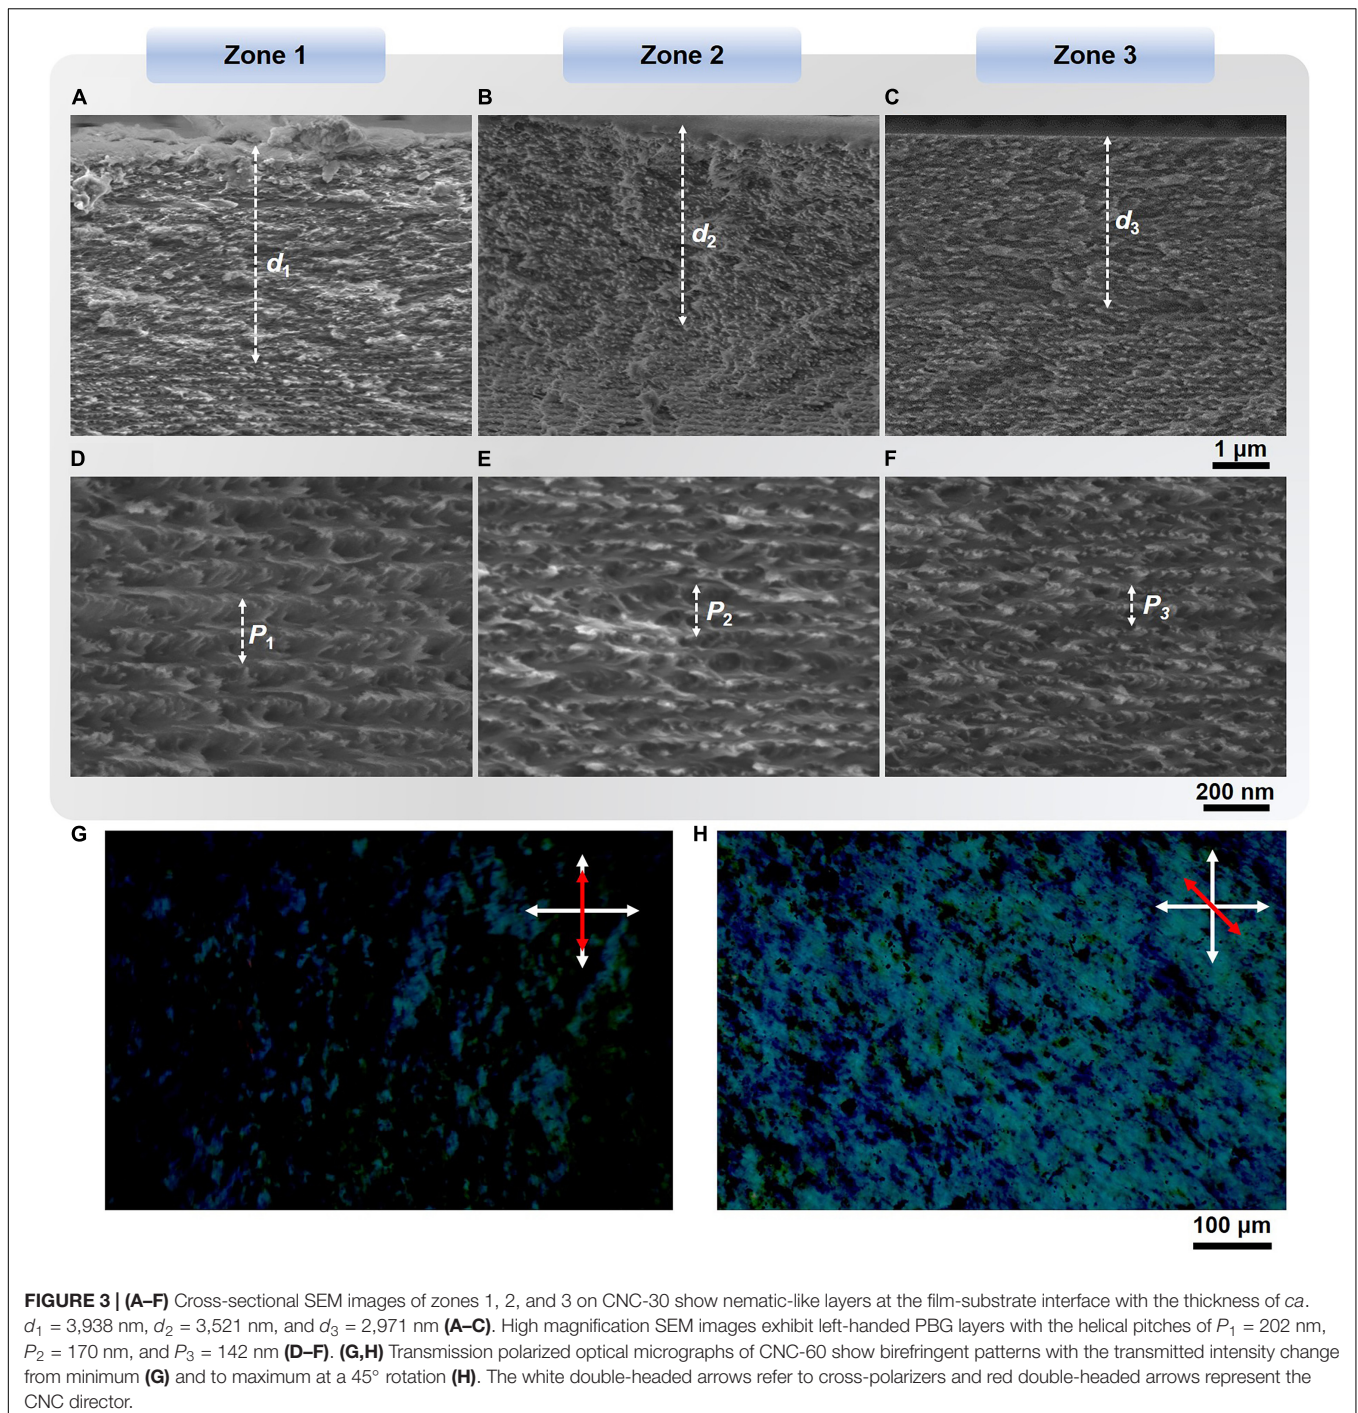 Zone 1
Zone 2
Zone 3
A
B
C
d1
d2
d3
1 µm
D
E
F
P1
P2
P3
200 nm
G
H
100 µm
FIGURE 3 | (A–F) Cross-sectional SEM images of zones 1, 2, and 3 on CNC-30 show nematic-like layers at the film-substrate interface with the thickness of ca.
d1 = 3,938 nm, d2 = 3,521 nm, and d3 = 2,971 nm (A–C). High magnification SEM images exhibit left-handed PBG layers with the helical pitches of P1 = 202 nm,
P2 = 170 nm, and P3 = 142 nm (D–F). (G,H) Transmission polarized optical micrographs of CNC-60 show birefringent patterns with the transmitted intensity change
from minimum (G) and to maximum at a 45° rotation (H). The white double-headed arrows refer to cross-polarizers and red double-headed arrows represent the
CNC director.